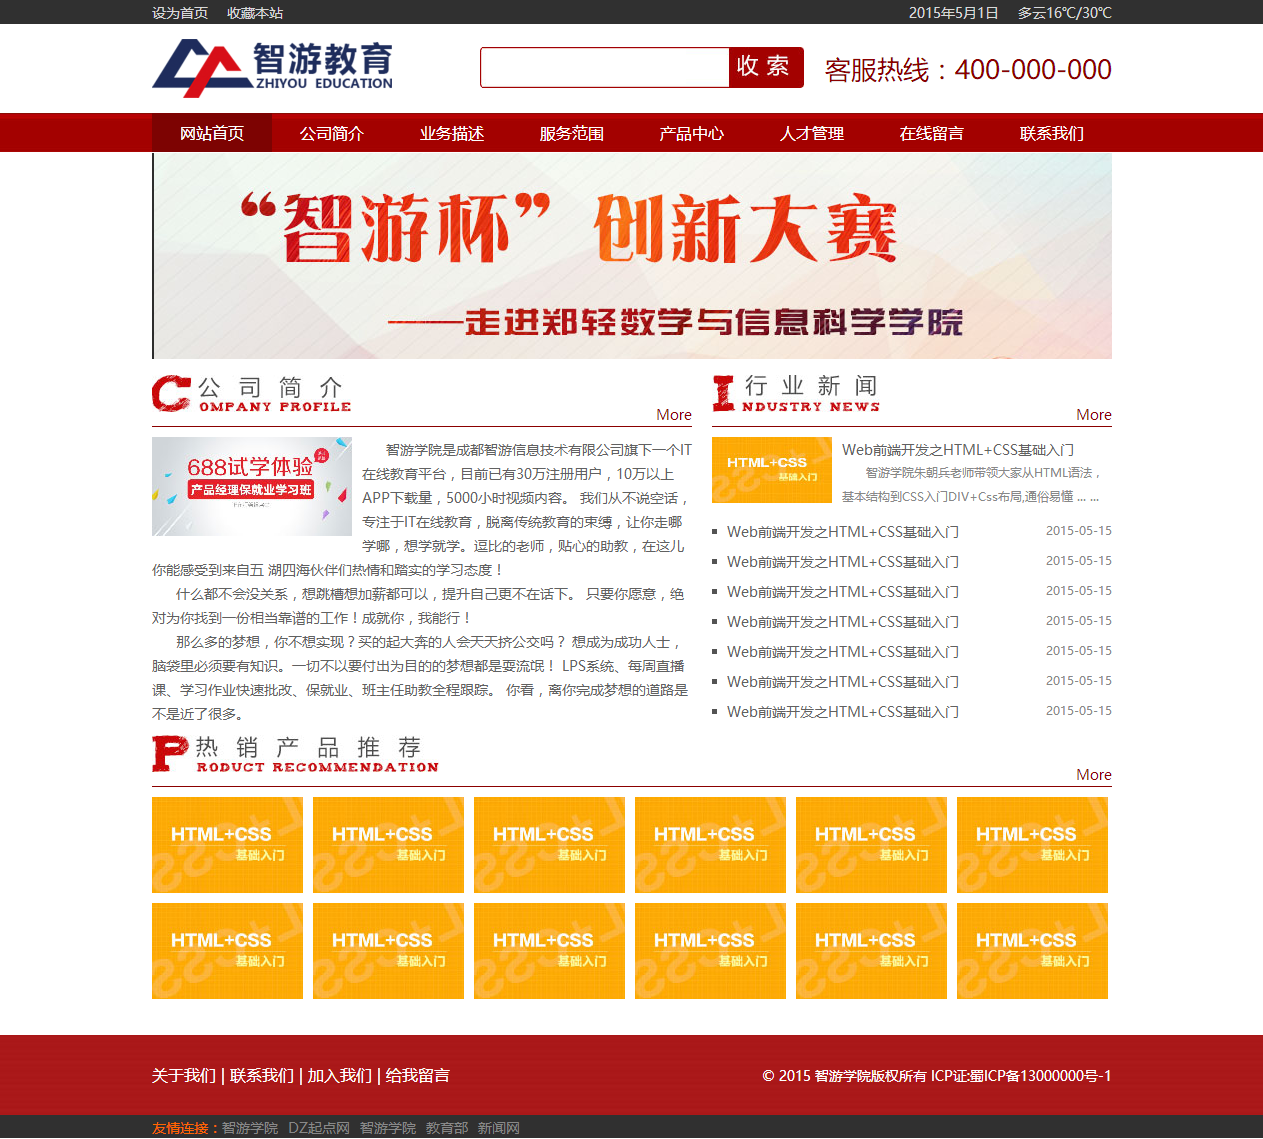 设为首页 收藏本站 2015年5月1日 多云16℃/30℃
智游教育
ZHIYOU EDUCATION
收 索
客服热线：400-000-000
网站首页 公司简介 业务描述 服务范围 产品中心 人才管理 在线留言 联系我们
“智游杯”创新大赛
——走进郑轻数学与信息科学学院
公司简介
COMPANY PROFILE
More
688试学体验
产品经理保就业学习班
智游学院是成都智游信息技术有限公司旗下一个IT
在线教育平台，目前已有30万注册用户，10万以上
APP下载量，5000小时视频内容。 我们从不说空话，
专注于IT在线教育，脱离传统教育的束缚，让你走哪
学哪，想学就学。逗比的老师，贴心的助教，在这儿
你能感受到来自五 湖四海伙伴们热情和踏实的学习态度！
什么都不会没关系，想跳槽想加薪都可以，提升自己更不在话下。 只要你愿意，绝
对为你找到一份相当靠谱的工作！成就你，我能行！
那么多的梦想，你不想实现？买的起大奔的人会天天挤公交吗？ 想成为成功人士，
脑袋里必须要有知识。一切不以要付出为目的的梦想都是耍流氓！ LPS系统、每周直播
课、学习作业快速批改、保就业、班主任助教全程跟踪。 你看，离你完成梦想的道路是
不是近了很多。
行业新闻
INDUSTRY NEWS
More
HTML+CSS
基础入门
Web前端开发之HTML+CSS基础入门
智游学院朱朝兵老师带领大家从HTML语法，
基本结构到CSS入门DIV+Css布局,通俗易懂 ... ...
Web前端开发之HTML+CSS基础入门 2015-05-15
Web前端开发之HTML+CSS基础入门 2015-05-15
Web前端开发之HTML+CSS基础入门 2015-05-15
Web前端开发之HTML+CSS基础入门 2015-05-15
Web前端开发之HTML+CSS基础入门 2015-05-15
Web前端开发之HTML+CSS基础入门 2015-05-15
Web前端开发之HTML+CSS基础入门 2015-05-15
热销产品推荐
PRODUCT RECOMMENDATION
More
HTML+CSS HTML+CSS HTML+CSS HTML+CSS HTML+CSS HTML+CSS
基础入门 基础入门 基础入门 基础入门 基础入门 基础入门
HTML+CSS HTML+CSS HTML+CSS HTML+CSS HTML+CSS HTML+CSS
基础入门 基础入门 基础入门 基础入门 基础入门 基础入门
关于我们 | 联系我们 | 加入我们 | 给我留言 © 2015 智游学院版权所有 ICP证:蜀ICP备13000000号-1
友情连接：智游学院 DZ起点网 智游学院 教育部 新闻网